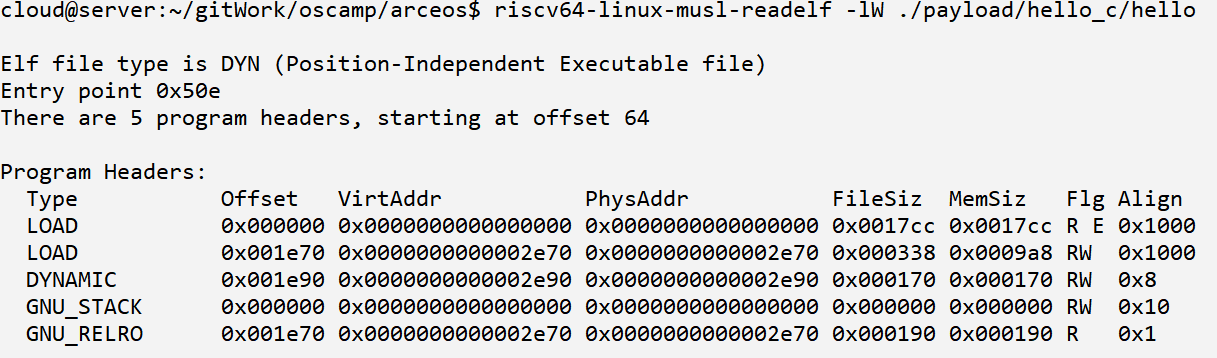 cloud@server:~/gitWork/oscamp/arceos$ riscv64-linux-musl-readelf -lW ./payload/hello_c/hello
Elf file type is DYN (Position-Independent Executable file)
Entry point 0x50e
There are 5 program headers, starting at offset 64
Program Headers:
Type Offset VirtAddr PhysAddr FileSiz MemSiz Flg Align
LOAD 0x000000 0x0000000000000000 0x0000000000000000 0x0017cc 0x0017cc R E 0x1000
LOAD 0x001e70 0x0000000000002e70 0x0000000000002e70 0x000338 0x0009a8 RW 0x1000
DYNAMIC 0x001e90 0x0000000000002e90 0x0000000000002e90 0x000170 0x000170 RW 0x8
GNU_STACK 0x000000 0x0000000000000000 0x0000000000000000 0x000000 0x000000 RW 0x10
GNU_RELRO 0x001e70 0x0000000000002e70 0x0000000000002e70 0x000190 0x000190 R 0x1